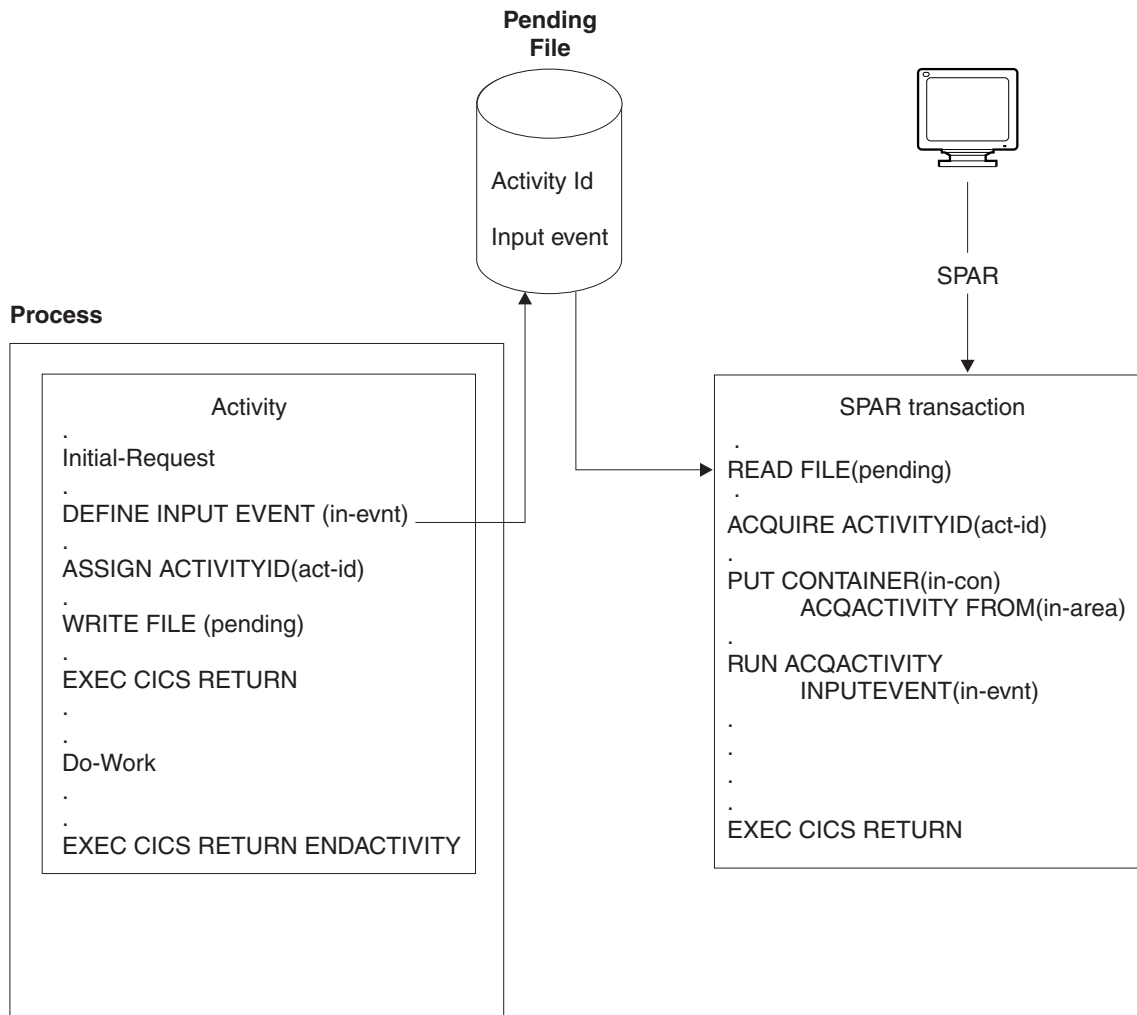 Pending
File
Activity Id
Input event
SPAR
Process
Activity
.
Initial-Request
.
DEFINE INPUT EVENT (in-evnt)
.
ASSIGN ACTIVITYID(act-id)
.
WRITE FILE (pending)
.
EXEC CICS RETURN
.
.
Do-Work
.
.
EXEC CICS RETURN ENDACTIVITY
SPAR transaction
.
READ FILE(pending)
.
ACQUIRE ACTIVITYID(act-id)
.
PUT CONTAINER(in-con)
ACQACTIVITY FROM(in-area)
.
RUN ACQACTIVITY
INPUTEVENT(in-evnt)
.
.
.
.
EXEC CICS RETURN